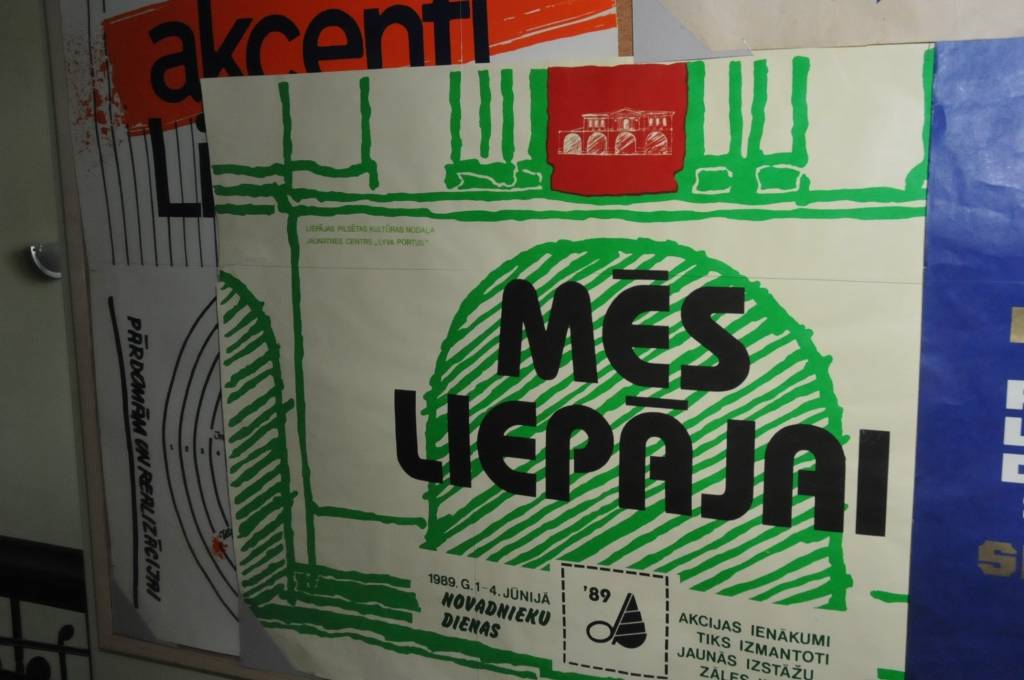 akcenti
LIEPĀJAS PILSĒTAS KULTŪRAS NODAĻA
JAUNATNES CENTRS „LYVA PORTUS”
MĒS
LIEPĀJAI
PĀRDOMĀM UN REALIZĀCIJAI
1989. G. 1-4. JŪNIJĀ
NOVADNIEKU
DIENAS
'89
AKCIJAS IENĀKUMI
TIKS IZMANTOTI
JAUNĀS IZSTĀŽU